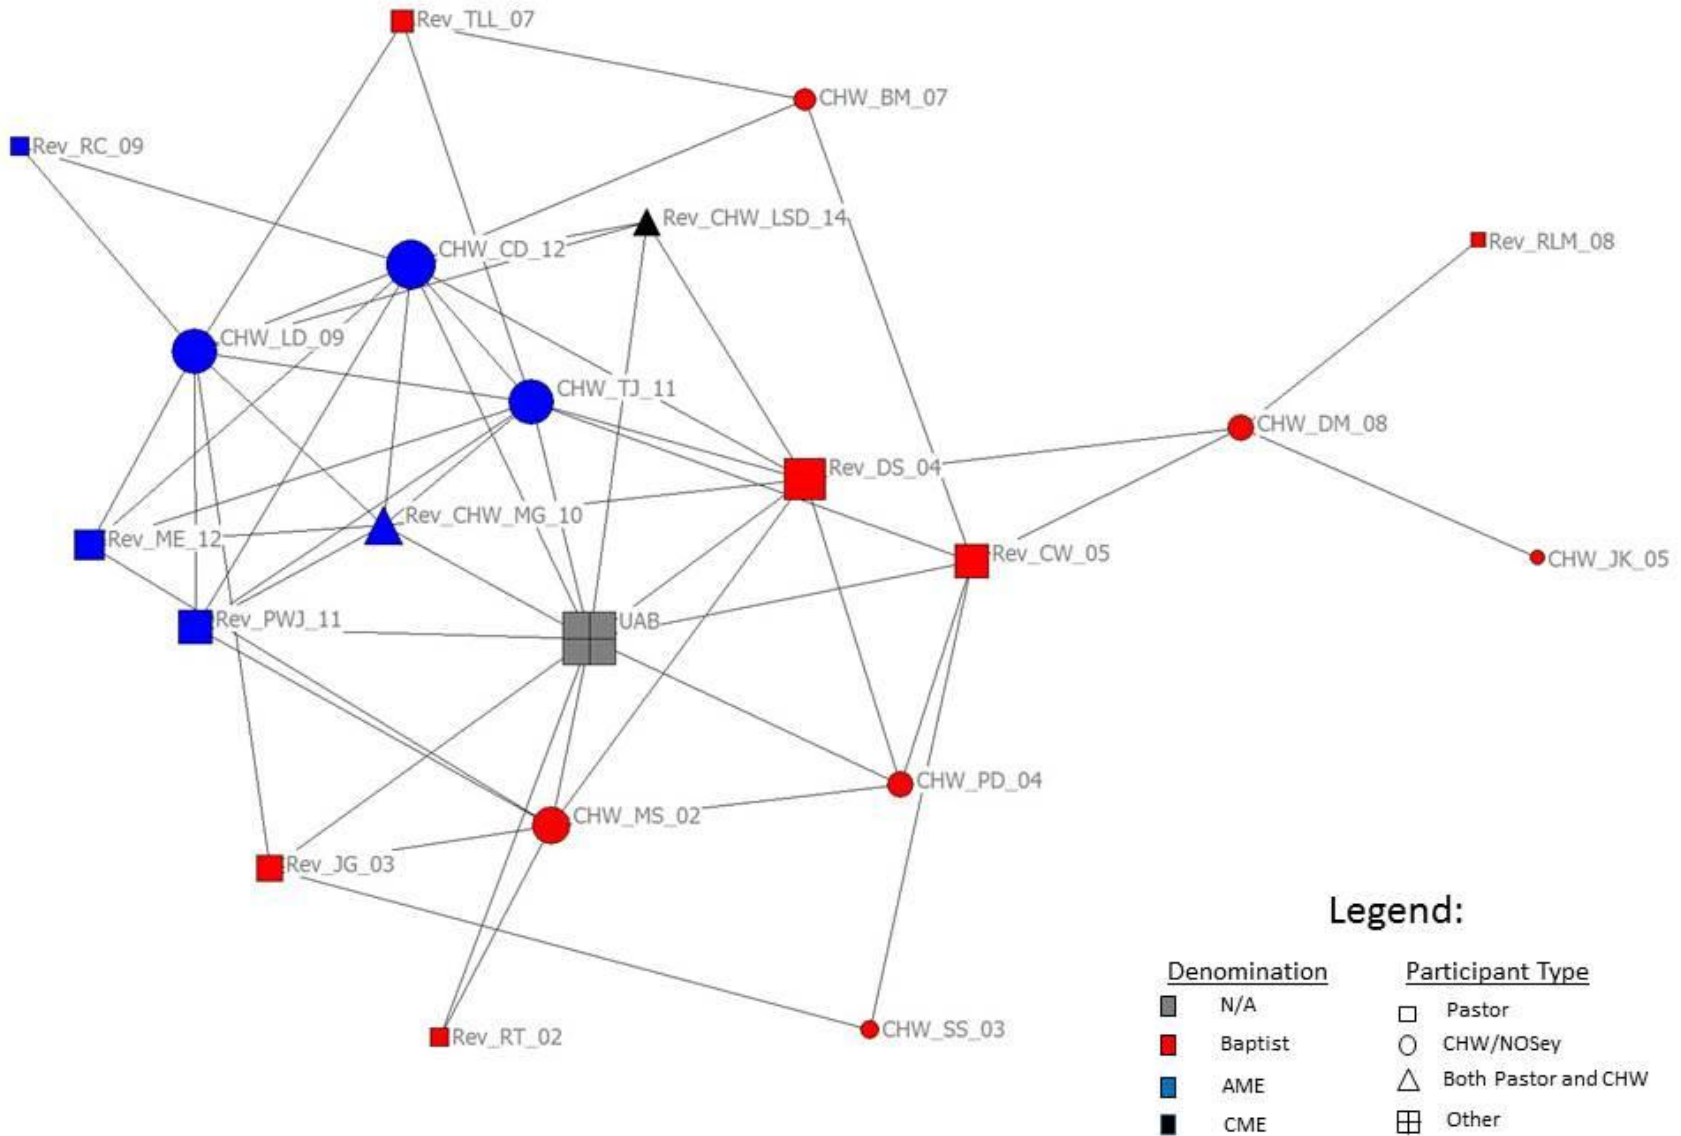 Rev_TLL_07
CHW_BM_07
Rev_RC_09
Rev_CHW_LSD_14
Rev_RLM_08
CHW_CD_12
CHW_LD_09
CHW_TJ_11
CHW_DM_08
Rev_DS_04
Rev_CHW_MG_10
Rev_ME_12
Rev_CW_05
CHW_JK_05
Rev_PWJ_11
UAB
CHW_PD_04
CHW_MS_02
Rev_JG_03
Rev_RT_02
CHW_SS_03
Legend:
Denomination
N/A
Baptist
AME
CME
Participant Type
Pastor
CHW/NOSey
Both Pastor and CHW
Other